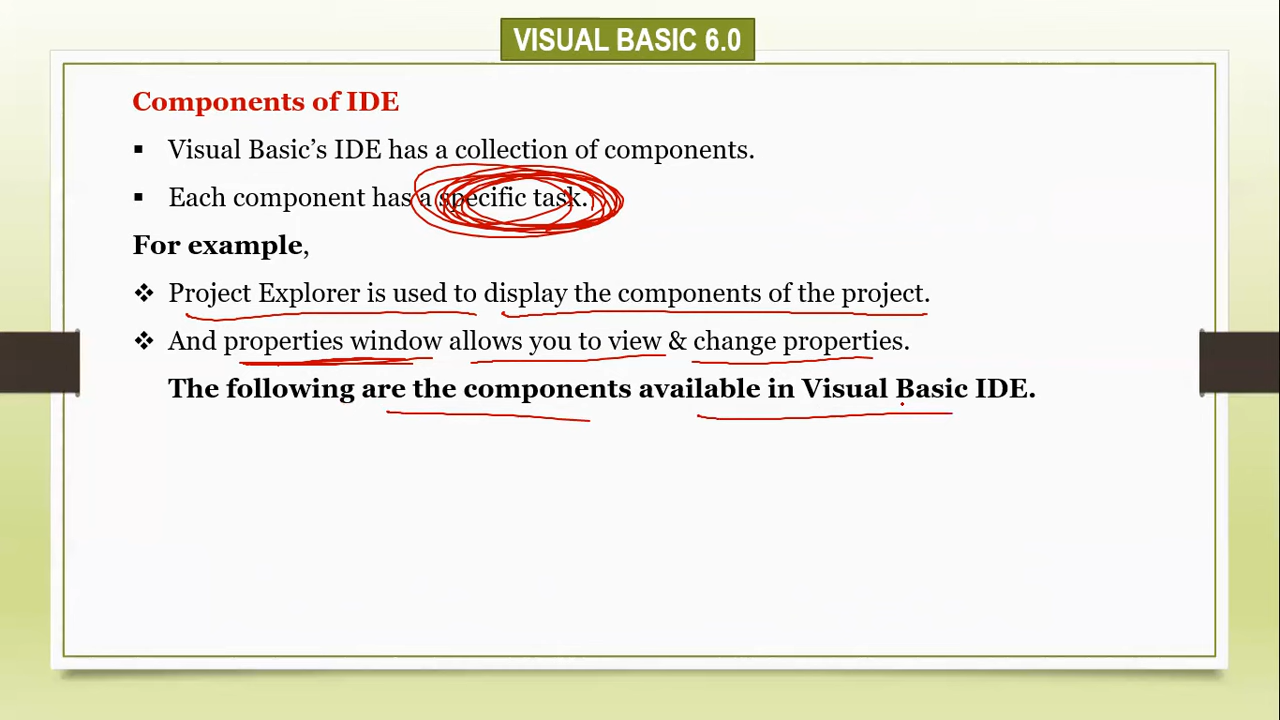 VISUAL BASIC 6.0
Components of IDE
▪ Visual Basic’s IDE has a collection of components.
▪ Each component has a specific task.
For example,
❖ Project Explorer is used to display the components of the project.
❖ And properties window allows you to view & change properties.
The following are the components available in Visual Basic IDE.